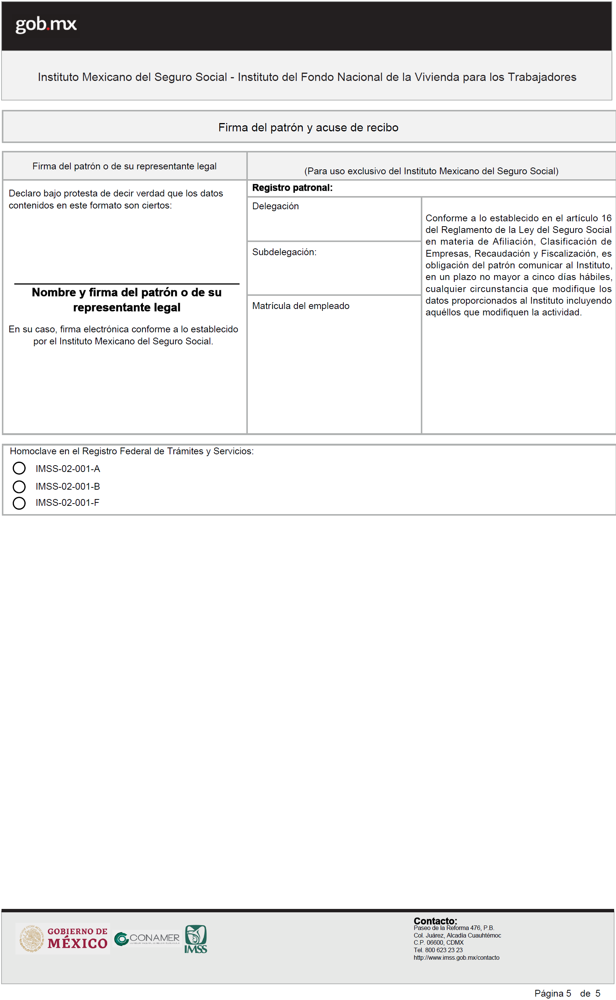 gob.mx
Instituto Mexicano del Seguro Social - Instituto del Fondo Nacional de la Vivienda para los Trabajadores
Firma del patrón y acuse de recibo
Firma del patrón o de su representante legal
Declaro bajo protesta de decir verdad que los datos
contenidos en este formato son ciertos:
Nombre y firma del patrón o de su
representante legal
En su caso, firma electrónica conforme a lo establecido
por el Instituto Mexicano del Seguro Social.
(Para uso exclusivo del Instituto Mexicano del Seguro Social)
Registro patronal:
Delegación
Subdelegación:
Matrícula del empleado
Conforme a lo establecido en el artículo 16
del Reglamento de la Ley del Seguro Social
en materia de Afiliación, Clasificación de
Empresas, Recaudación y Fiscalización, es
obligación del patrón comunicar al Instituto,
en un plazo no mayor a cinco días hábiles,
cualquier circunstancia que modifique los
datos proporcionados al Instituto incluyendo
aquéllos que modifiquen la actividad.
Homoclave en el Registro Federal de Trámites y Servicios:
IMSS-02-001-A
IMSS-02-001-B
IMSS-02-001-F
GOBIERNO DE
MÉXICO
CONAMER
IMSS
Contacto:
Paseo de la Reforma 476, P.B.
Col. Juárez, Alcadía Cuauhtémoc
C.P. 06600, CDMX
Tel. 800 623 23 23
http://www.imss.gob.mx/contacto
Página 5 de 5